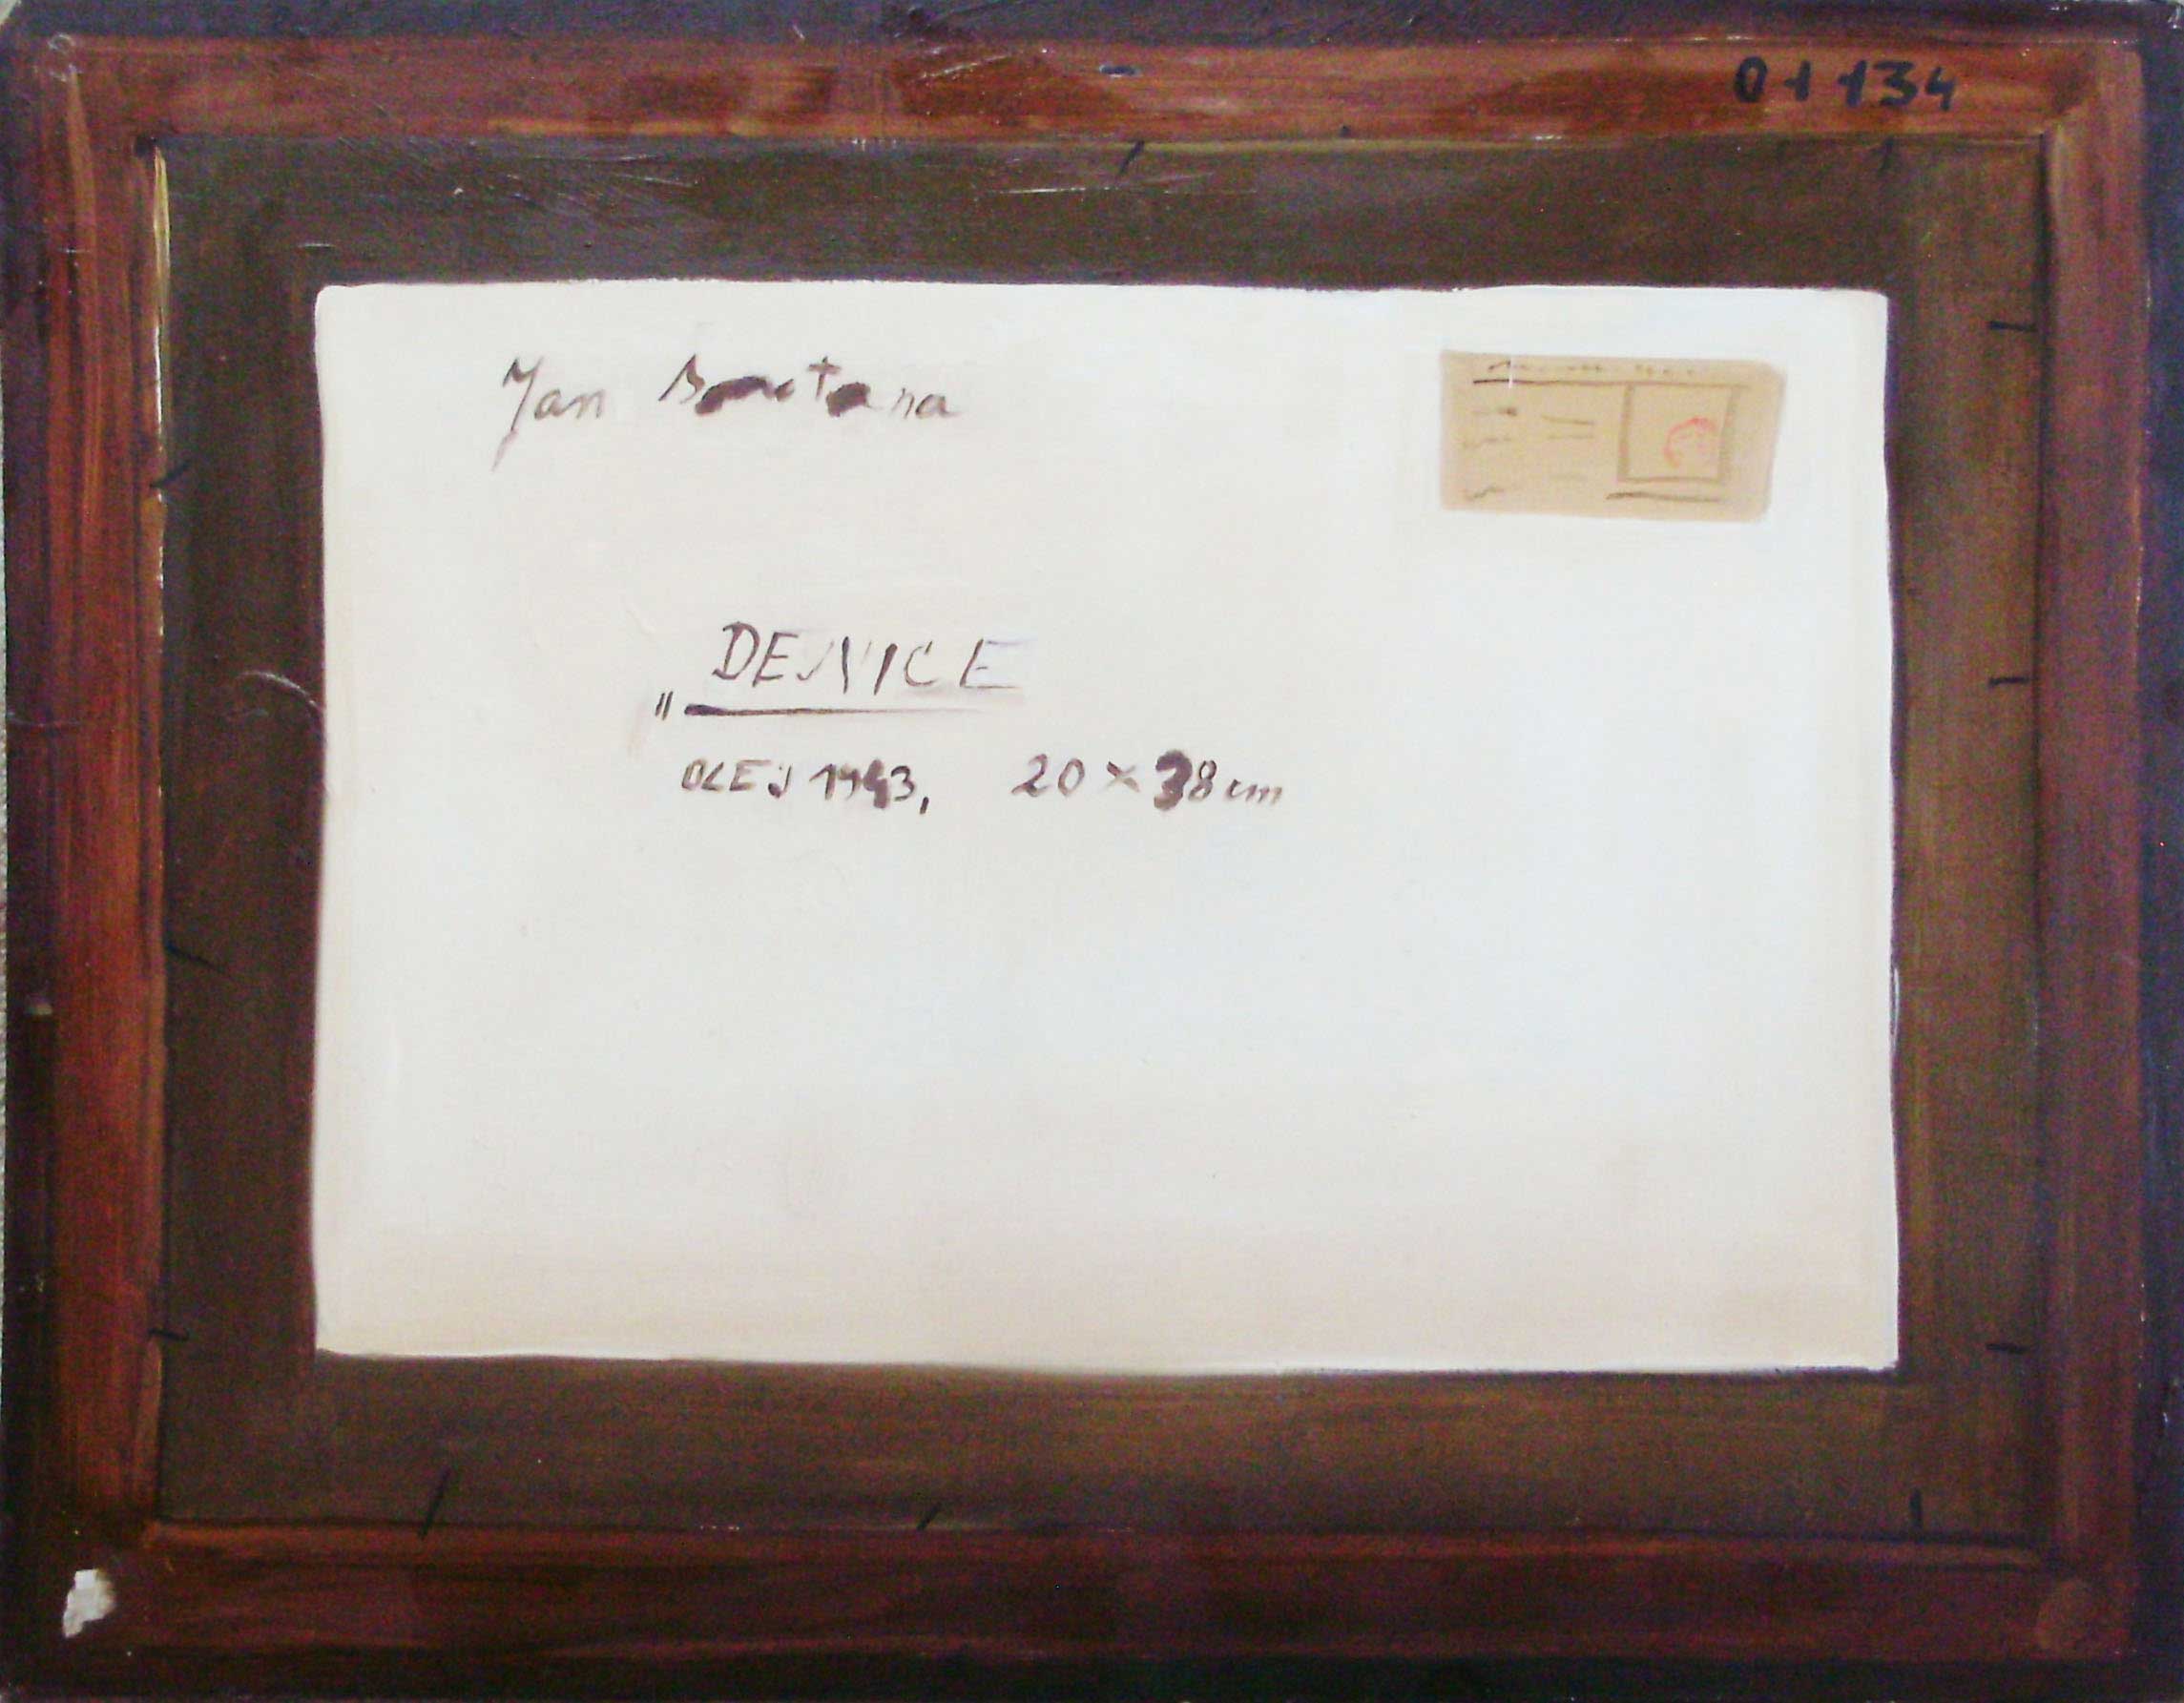 01134
Jan
DENICE
"
OLEJ 1943, 20 × 38 cm